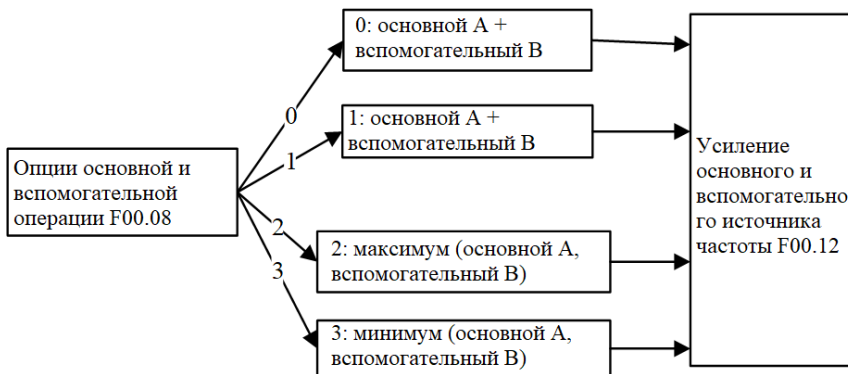 Опции основной и
вспомогательной
операции F00.08
0
1
2
3
0: основной А +
вспомогательный В
1: основной А +
вспомогательный В
2: максимум (основной А,
вспомогательный В)
3: минимум (основной А,
вспомогательный В)
Усиление
основного и
вспомогательно
го источника
частоты F00.12